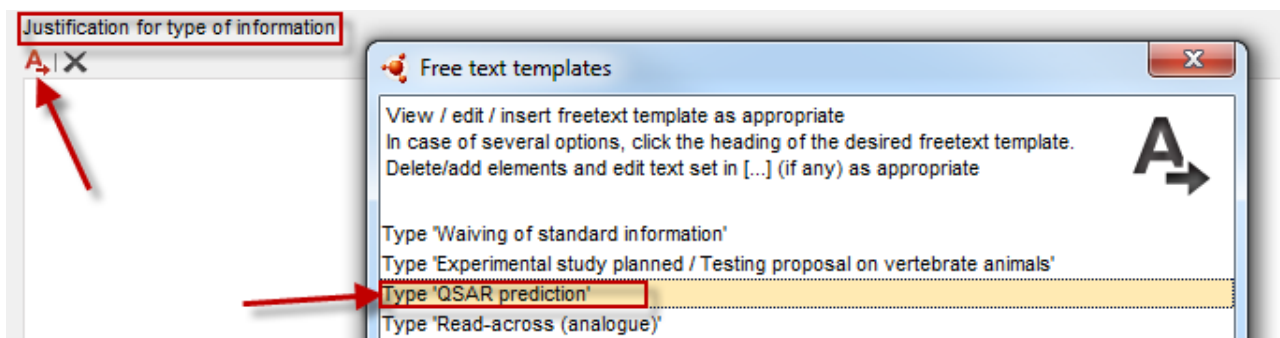 Justification for type of information
Free text templates
View / edit / insert freetext template as appropriate
In case of several options, click the heading of the desired freetext template.
Delete/add elements and edit text set in [...] (if any) as appropriate
Type 'Waiving of standard information'
Type 'Experimental study planned / Testing proposal on vertebrate animals'
Type 'QSAR prediction'
Type 'Read-across (analogue)'